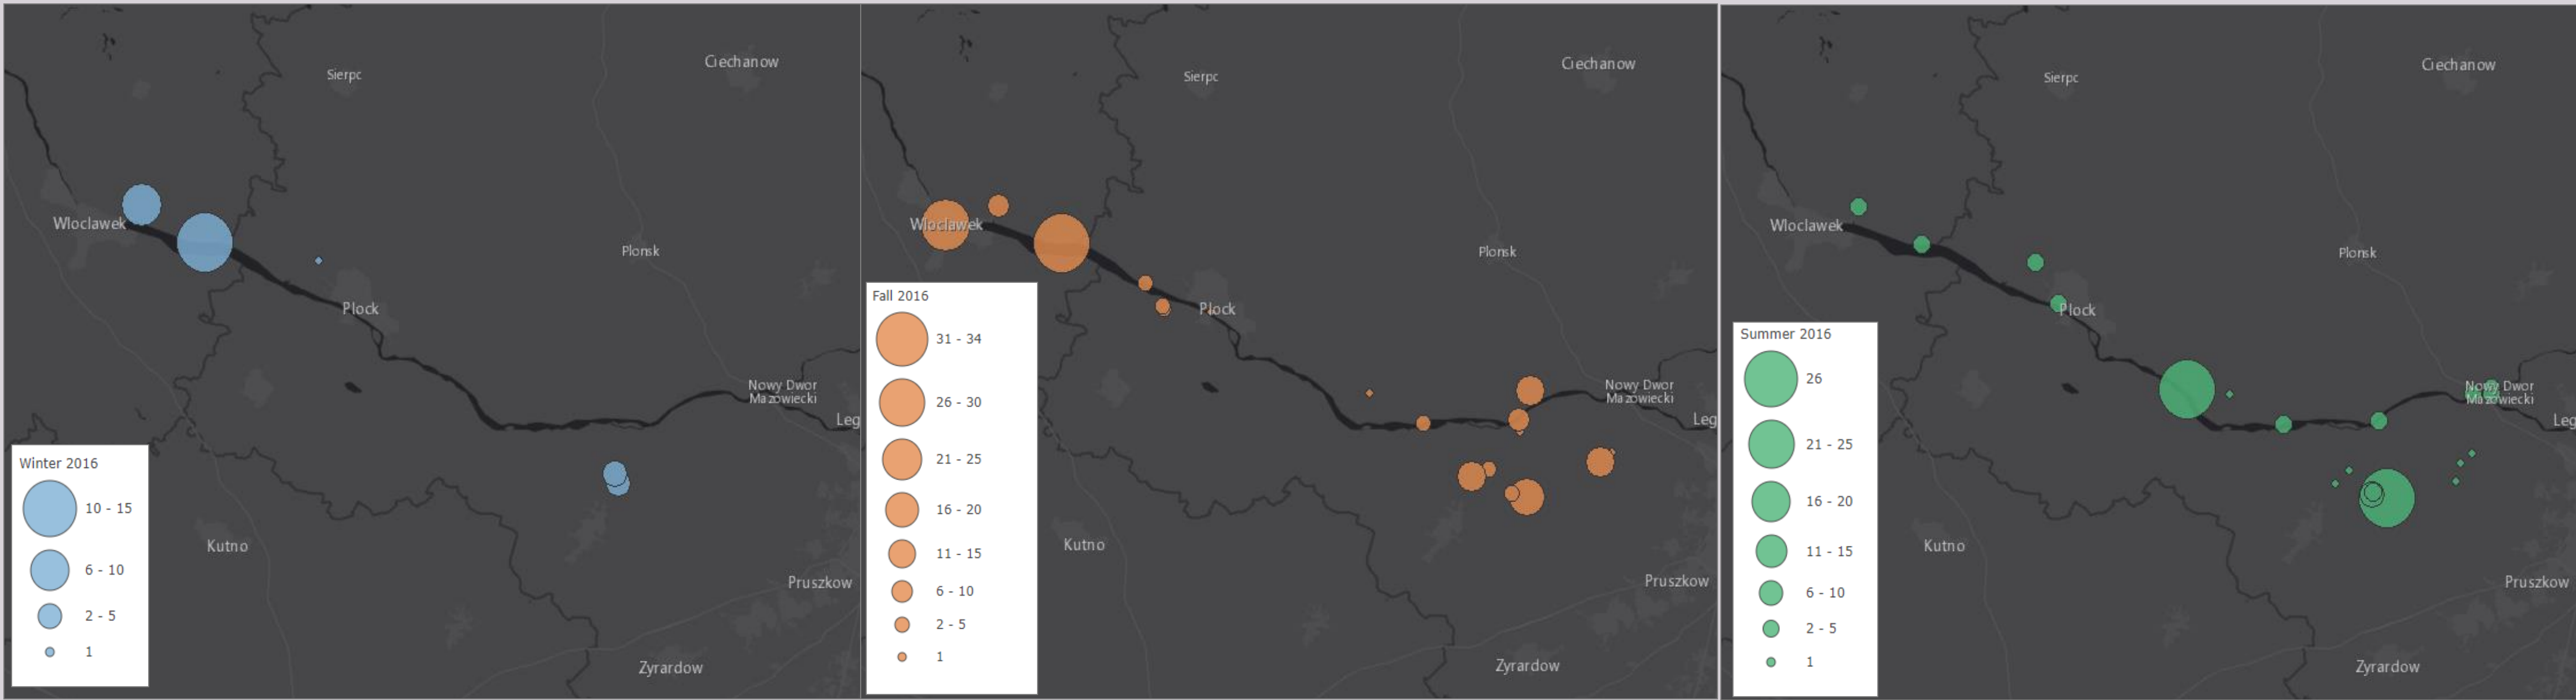 Ciechanow
Sierpc
Wloclawek
Plonsk
Plock
Nowy Dwor
Mazowiecki
Leg
Kutno
Pruszkow
Zyrardow
Winter 2016
10 - 15
6 - 10
2 - 5
1
Ciechanow
Sierpc
Wloclawek
Plonsk
Plock
Nowy Dwor
Mazowiecki
Leg
Kutno
Pruszkow
Zyrardow
Fall 2016
31 - 34
26 - 30
21 - 25
16 - 20
11 - 15
6 - 10
2 - 5
1
Ciechanow
Sierpc
Wloclawek
Plonsk
Plock
Nowy Dwor
Mazowiecki
Leg
Kutno
Pruszkow
Zyrardow
Summer 2016
26
21 - 25
16 - 20
11 - 15
6 - 10
2 - 5
1